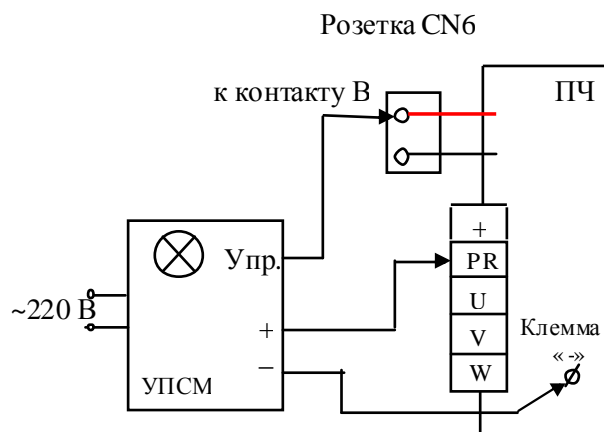 Розетка CN6
к контакту В
ПЧ
Упр.
+
PR
~220 В
U
+
V
Клемма
« -»
–
W
УПСМ